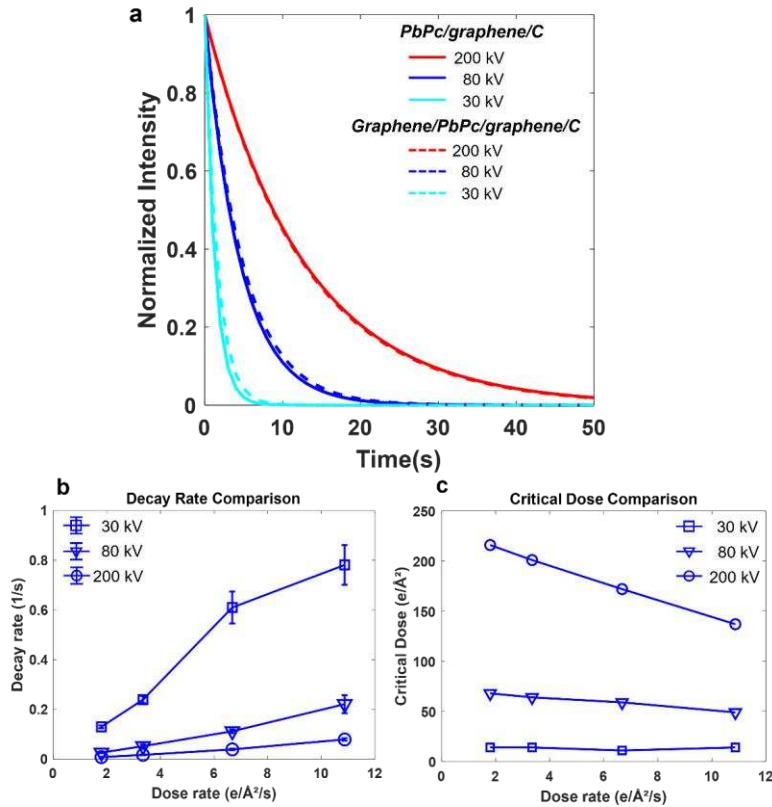 a
PbPc/graphene/C
200 kV
80 kV
30 kV
Graphene/PbPc/graphene/C
200 kV
80 kV
30 kV
Normalized Intensity
1
0.8
0.6
0.4
0.2
0
0 10 20 30 40 50
Time(s)
b
Decay Rate Comparison
30 kV
80 kV
200 kV
Decay rate (1/s)
1
0.8
0.6
0.4
0.2
0
0 2 4 6 8 10 12
Dose rate (e/Å²/s)
c
Critical Dose Comparison
30 kV
80 kV
200 kV
Critical Dose (e/Å²)
250
200
150
100
50
0
0 2 4 6 8 10 12
Dose rate (e/Å²/s)